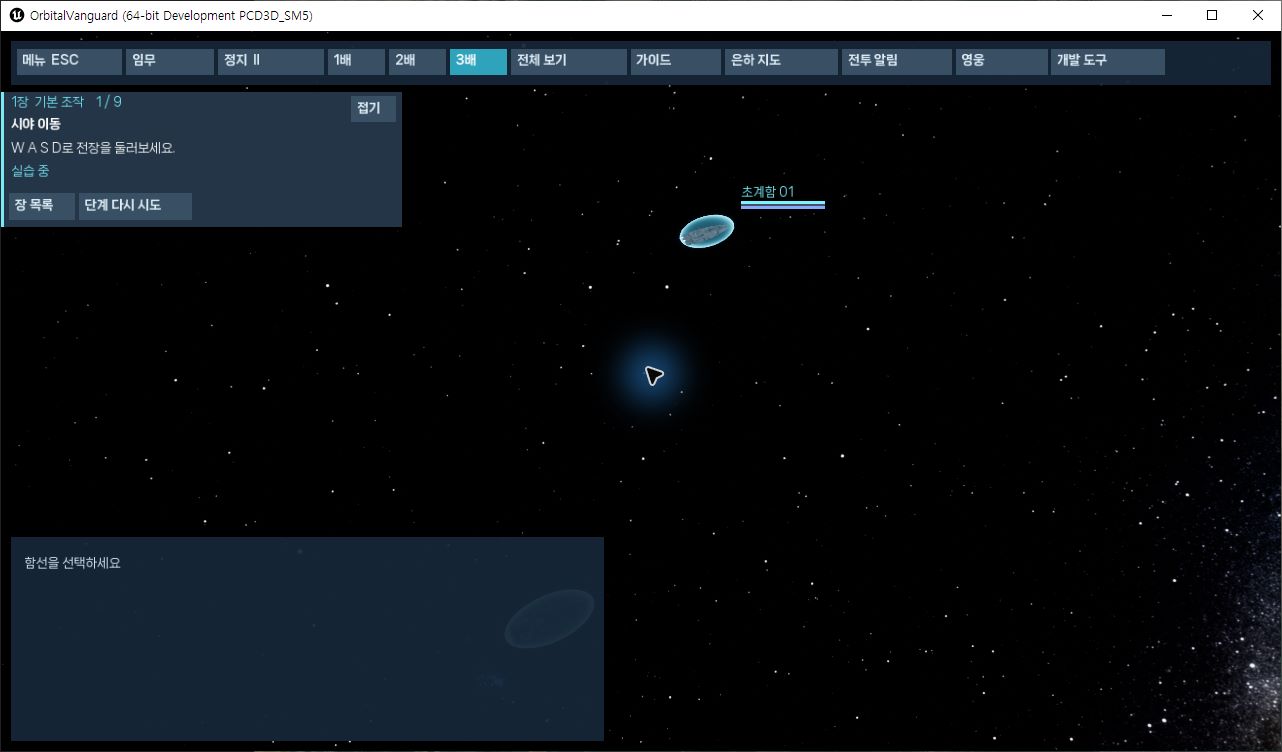 OrbitalVanguard (64-bit Development PCD3D_SM5)
메뉴 ESC 임무 정지 II 1배 2배 3배 전체 보기 가이드 은하 지도 전투 알림 영웅 개발 도구
1장 기본 조작 1 / 9
접기
시야 이동
W A S D로 전장을 둘러보세요.
실습 중
장 목록 단계 다시 시도
초계함 01
함선을 선택하세요